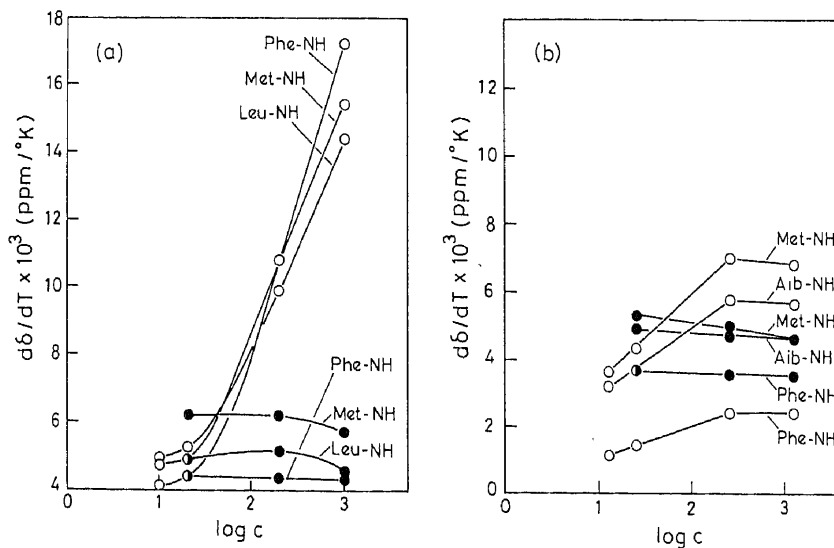 (a)
dδ/dT × 10³ (ppm/°K)
18
16
14
12
10
8
6
4
Phe-NH
Met-NH
Leu-NH
Phe-NH
Met-NH
Leu-NH
0 1 2 3
log c
(b)
dδ/dT × 10³ (ppm/°K)
12
10
8
6
4
2
0
Met-NH
Aib-NH
Met-NH
Aib-NH
Phe-NH
Phe-NH
0 1 2 3
log c